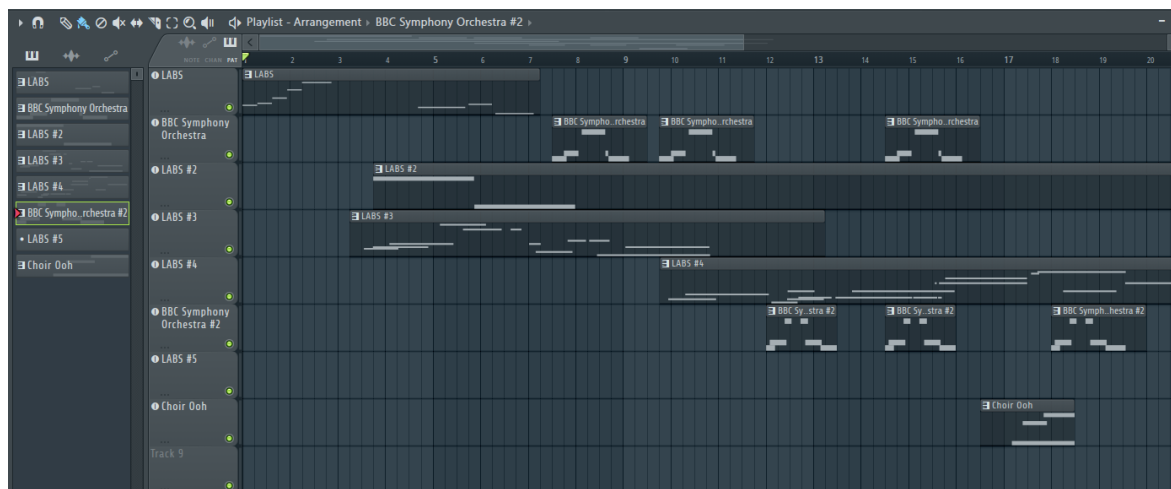 Playlist - Arrangement › BBC Symphony Orchestra #2 ›
NOTE CHAN PAT
2 3 4 5 6 7 8 9 10 11 12 13 14 15 16 17 18 19 20
LABS
BBC Symphony Orchestra
LABS #2
LABS #3
LABS #4
BBC Sympho..rchestra #2
LABS #5
Choir Ooh
LABS
LABS
BBC Symphony
Orchestra
BBC Sympho..rchestra
BBC Sympho..rchestra
BBC Sympho..rchestra
LABS #2
LABS #2
LABS #3
LABS #3
LABS #4
LABS #4
BBC Symphony
Orchestra #2
BBC Sy..stra #2
BBC Sy..stra #2
BBC Symph..hestra #2
LABS #5
Choir Ooh
Choir Ooh
Track 9